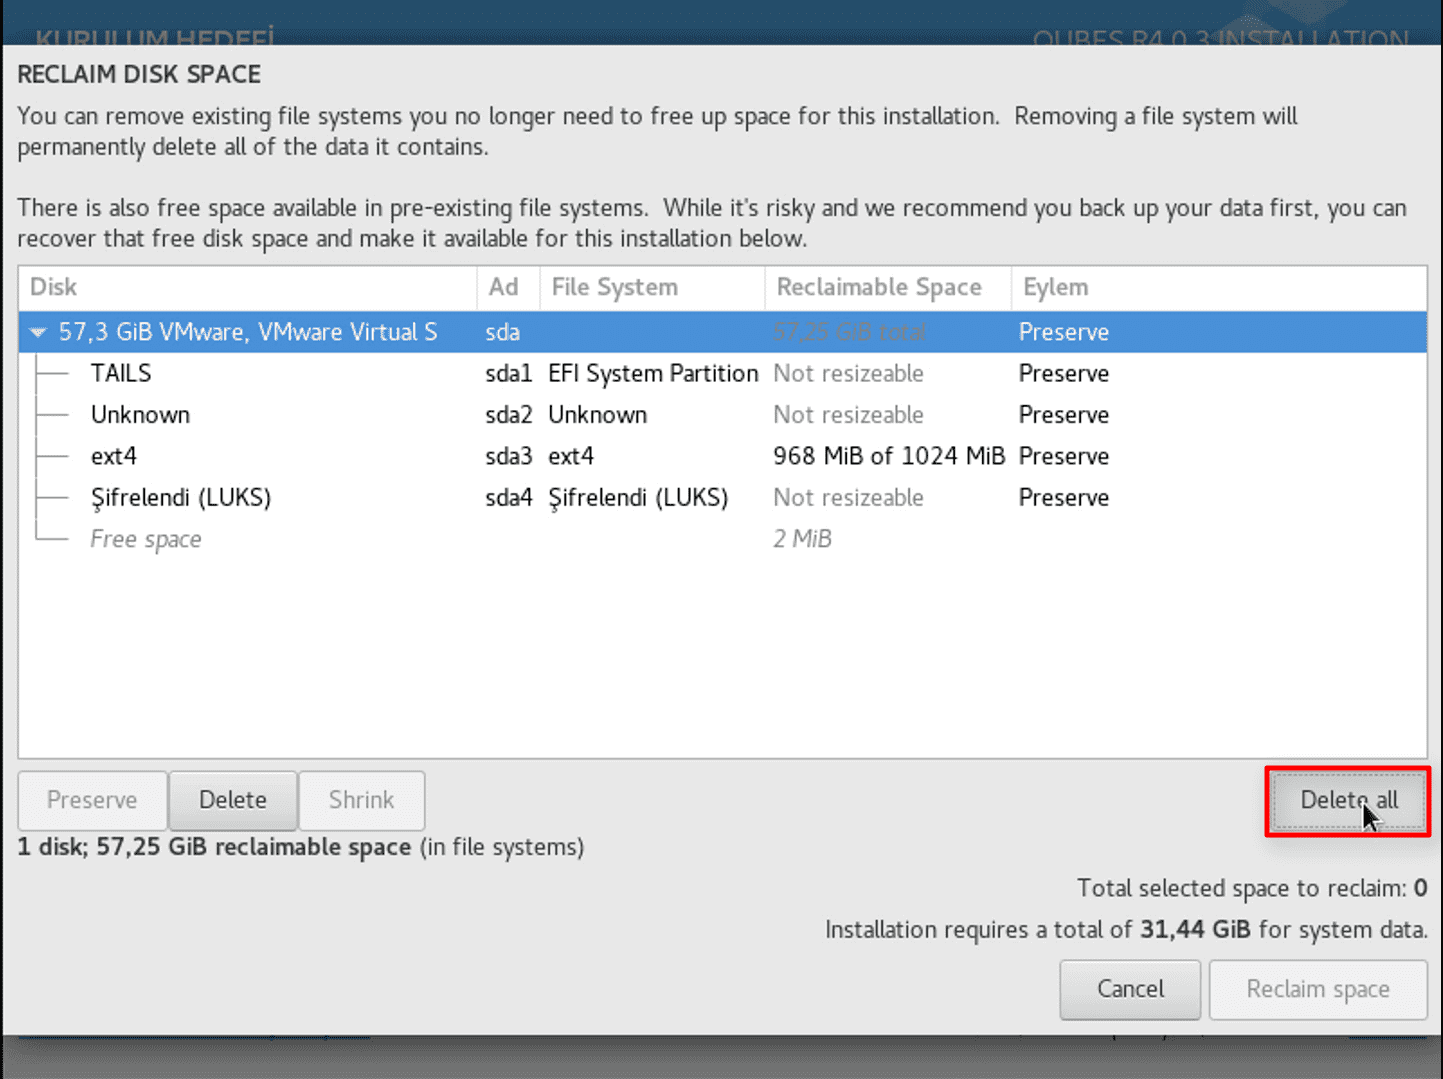 KURULUM HEDEFİ
QUBES R4.0.3 INSTALLATION
RECLAIM DISK SPACE
You can remove existing file systems you no longer need to free up space for this installation.  Removing a file system will
permanently delete all of the data it contains.
There is also free space available in pre-existing file systems.  While it's risky and we recommend you back up your data first, you can
recover that free disk space and make it available for this installation below.
Disk Ad File System Reclaimable Space Eylem
57,3 GiB VMware, VMware Virtual S sda 57,25 GiB total Preserve
TAILS sda1 EFI System Partition Not resizeable Preserve
Unknown sda2 Unknown Not resizeable Preserve
ext4 sda3 ext4 968 MiB of 1024 MiB Preserve
Şifrelendi (LUKS) sda4 Şifrelendi (LUKS) Not resizeable Preserve
Free space 2 MiB
Preserve Delete Shrink Delete all
1 disk; 57,25 GiB reclaimable space (in file systems)
Total selected space to reclaim: 0
Installation requires a total of 31,44 GiB for system data.
Cancel Reclaim space